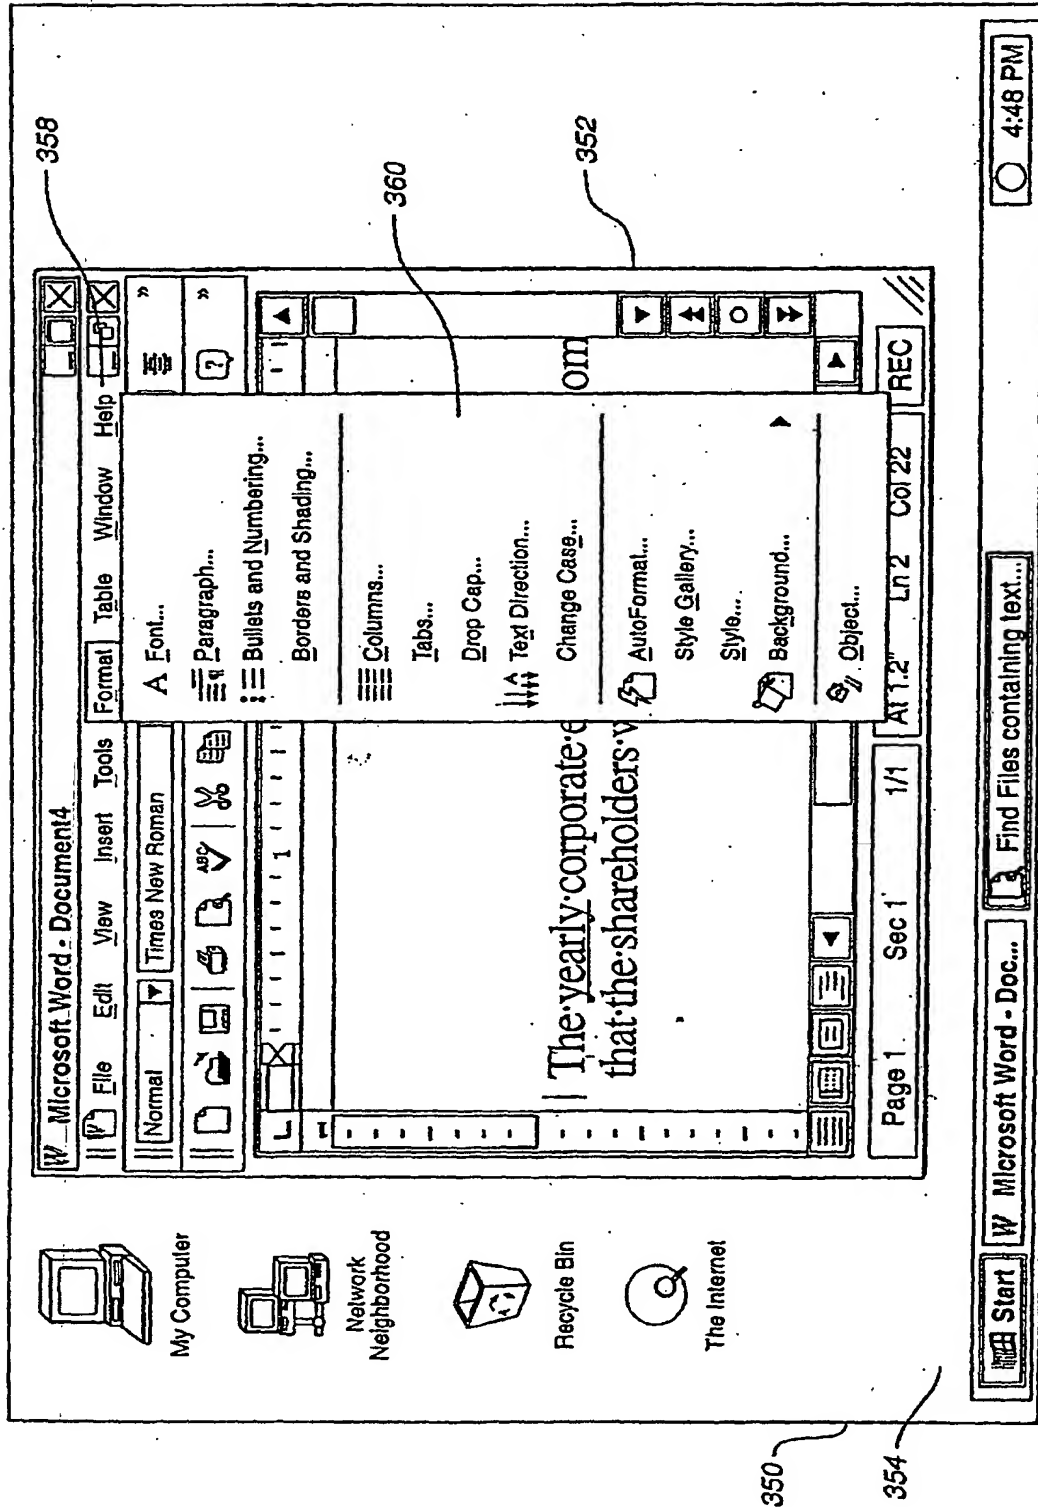 350
354
352
358
360
My Computer
Network
Neighborhood
Recycle Bin
The Internet
W Microsoft Word - Document4
File Edit View Insert Tools Format Table Window Help
Normal Times New Roman
ABC
?
L 1
A Font...
Paragraph...
Bullets and Numbering...
Borders and Shading...
Columns...
Tabs...
Drop Cap...
Text Direction...
Change Case...
AutoFormat...
Style Gallery...
Style...
Background...
Object...
The·yearly·corporate·e om
that·the·shareholders·w
Page 1 Sec 1 1/1 At 1.2" Ln 2 Col 22 REC
Start W Microsoft Word - Doc... Find Files containing text... 4:48 PM